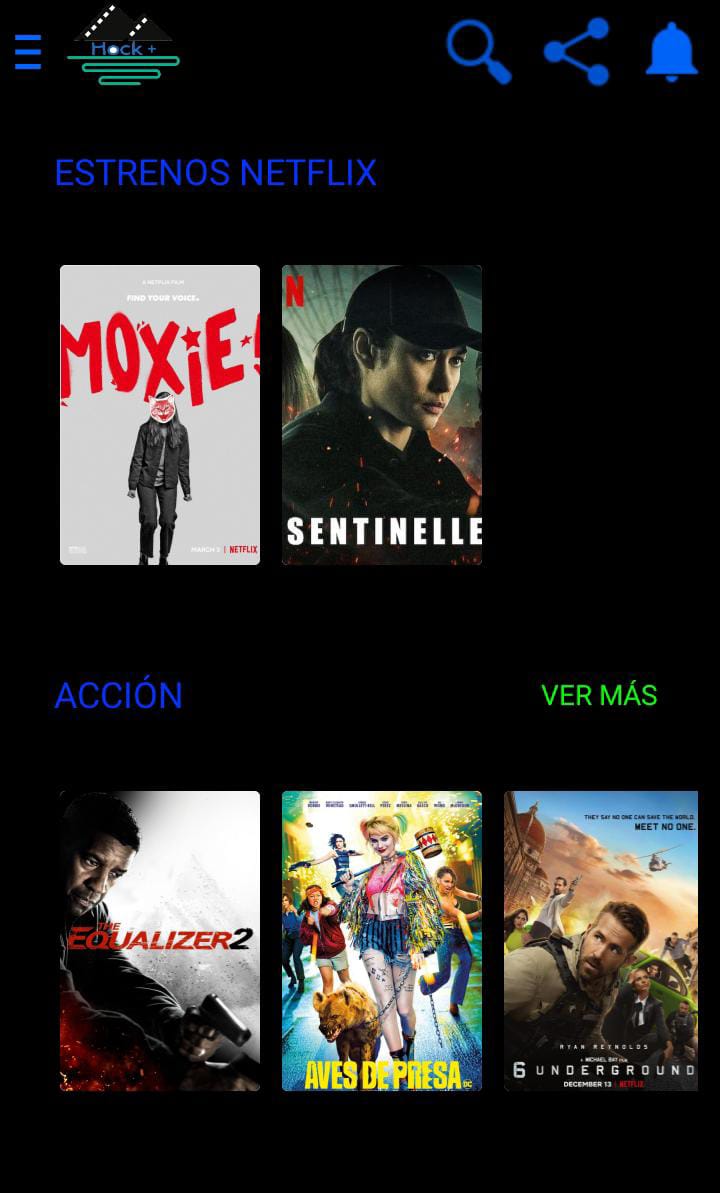 Hock +
ESTRENOS NETFLIX
A NETFLIX FILM
FIND YOUR VOICE.
MOXIE!
MARCH 3 | NETFLIX
N
SENTINELLE
ACCIÓN
VER MÁS
THE
EQUALIZER 2
AVES DE PRESA
DC
THEY SAY NO ONE CAN SAVE THE WORLD.
MEET NO ONE.
RYAN REYNOLDS
A MICHAEL BAY FILM
6 UNDERGROUND
DECEMBER 13 | NETFLIX